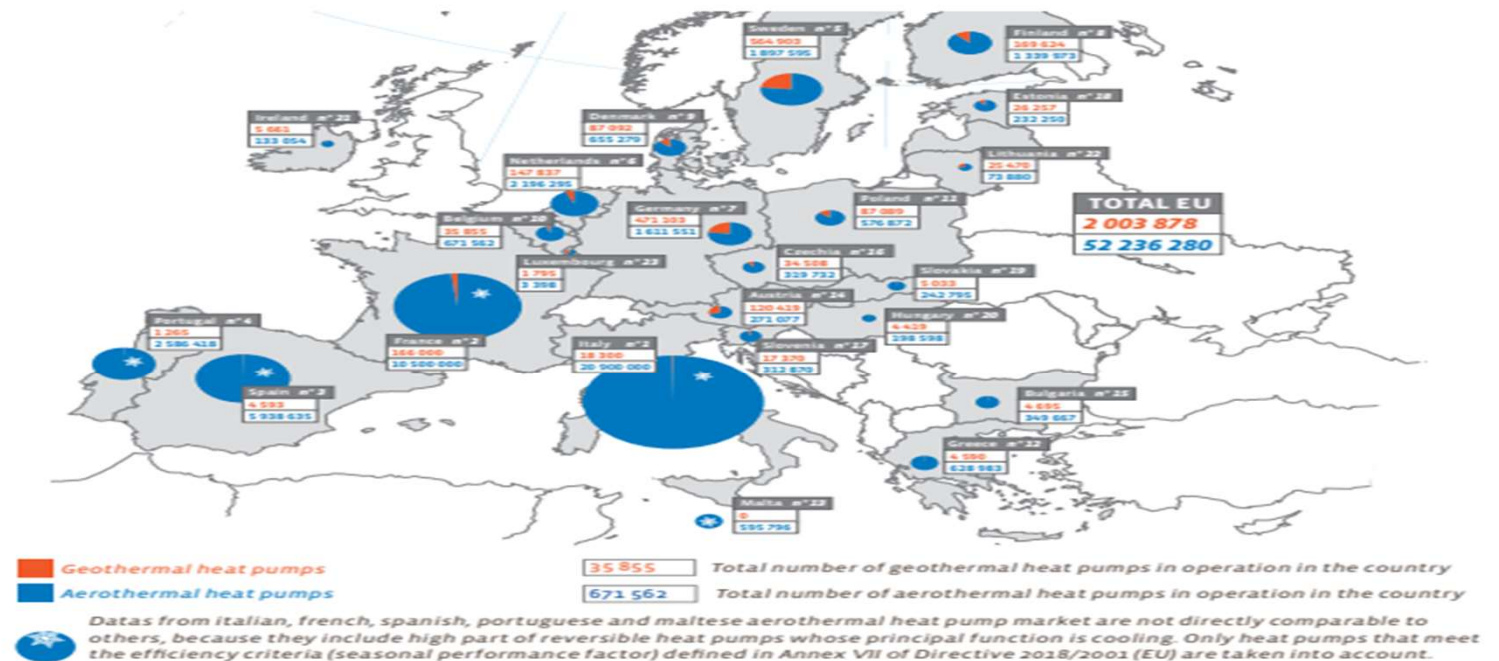 Sweden n°5
564 903
1 897 595
Finland n°8
169 624
1 339 973
Estonia n°18
232 250
Ireland n°21
5 661
133 054
Denmark n°9
87 092
655 279
Lithuania n°22
25 470
73 880
Netherlands n°6
147 837
2 196 295
Poland n°11
87 089
576 872
Germany n°7
471 103
1 611 551
TOTAL EU
2 003 878
52 236 280
Belgium n°10
35 855
671 562
Czechia n°16
34 508
329 732
Luxembourg n°23
1 795
3 398
Slovakia n°19
5 033
242 795
Austria n°14
271 077
Hungary n°20
4 419
198 598
Portugal n°4
1 265
2 586 418
France n°2
166 000
10 500 000
Italy n°1
18 300
20 900 000
Slovenia n°17
17 370
312 870
Spain n°3
4 593
5 938 635
Bulgaria n°15
4 695
349 667
Greece n°12
4 590
628 983
Malta n°13
0
595 796
Geothermal heat pumps
35 855
Total number of geothermal heat pumps in operation in the country
Aerothermal heat pumps
671 562
Total number of aerothermal heat pumps in operation in the country
Datas from italian, french, spanish, portuguese and maltese aerothermal heat pump market are not directly comparable to
others, because they include high part of reversible heat pumps whose principal function is cooling. Only heat pumps that meet
the efficiency criteria (seasonal performance factor) defined in Annex VII of Directive 2018/2001 (EU) are taken into account.